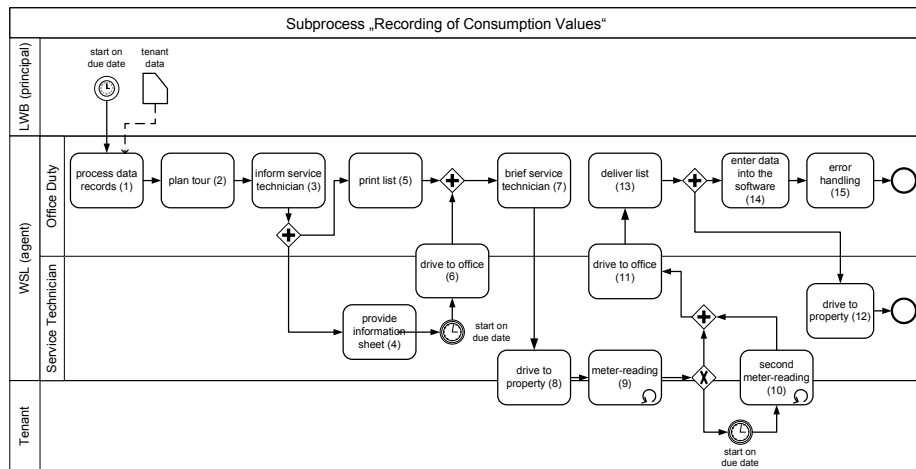 Subprocess „Recording of Consumption Values“
LWB (principal)
start on
due date
tenant
data
WSL (agent)
Office Duty
process data
records (1)
plan tour (2)
inform service
technician (3)
print list (5)
brief service
technician (7)
deliver list
(13)
enter data
into the
software
(14)
error
handling
(15)
Service Technician
drive to office
(6)
drive to office
(11)
provide
information
sheet (4)
start on
due date
drive to
property (12)
drive to
property (8)
meter-reading
(9)
X
second
meter-reading
(10)
Tenant
start on
due date